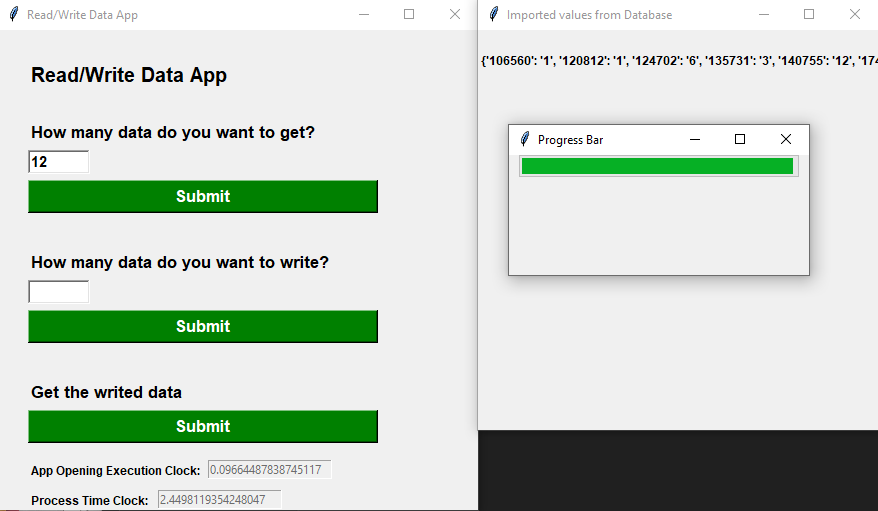 Read/Write Data App
Read/Write Data App
How many data do you want to get?
12
Submit
How many data do you want to write?
Submit
Get the writed data
Submit
App Opening Execution Clock: 0.09664487838745117
Process Time Clock: 2.4498119354248047
Imported values from Database
{'106560': '1', '120812': '1', '124702': '6', '135731': '3', '140755': '12', '174
Progress Bar